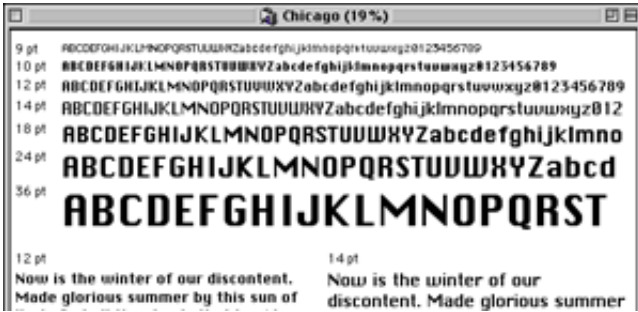 Chicago (19%)
9 pt ABCDEFGHIJKLMNOPQRSTUVWXYZabcdefghijklmnopqrstuvwxyz0123456789
10 pt ABCDEFGHIJKLMNOPQRSTUVWXYZabcdefghijklmnopqrstuvwxyz0123456789
12 pt ABCDEFGHIJKLMNOPQRSTUVWXYZabcdefghijklmnopqrstuvwxyz0123456789
14 pt ABCDEFGHIJKLMNOPQRSTUVWXYZabcdefghijklmnopqrstuvwxyz012
18 pt ABCDEFGHIJKLMNOPQRSTUVWXYZabcdefghijklmno
24 pt ABCDEFGHIJKLMNOPQRSTUVWXYZabcd
36 pt ABCDEFGHIJKLMNOPQRST
12 pt
Now is the winter of our discontent.
Made glorious summer by this sun of
14 pt
Now is the winter of our
discontent. Made glorious summer